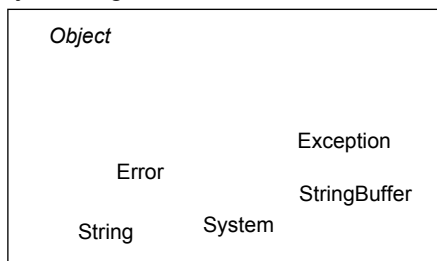 Object
Exception
Error
StringBuffer
System
String